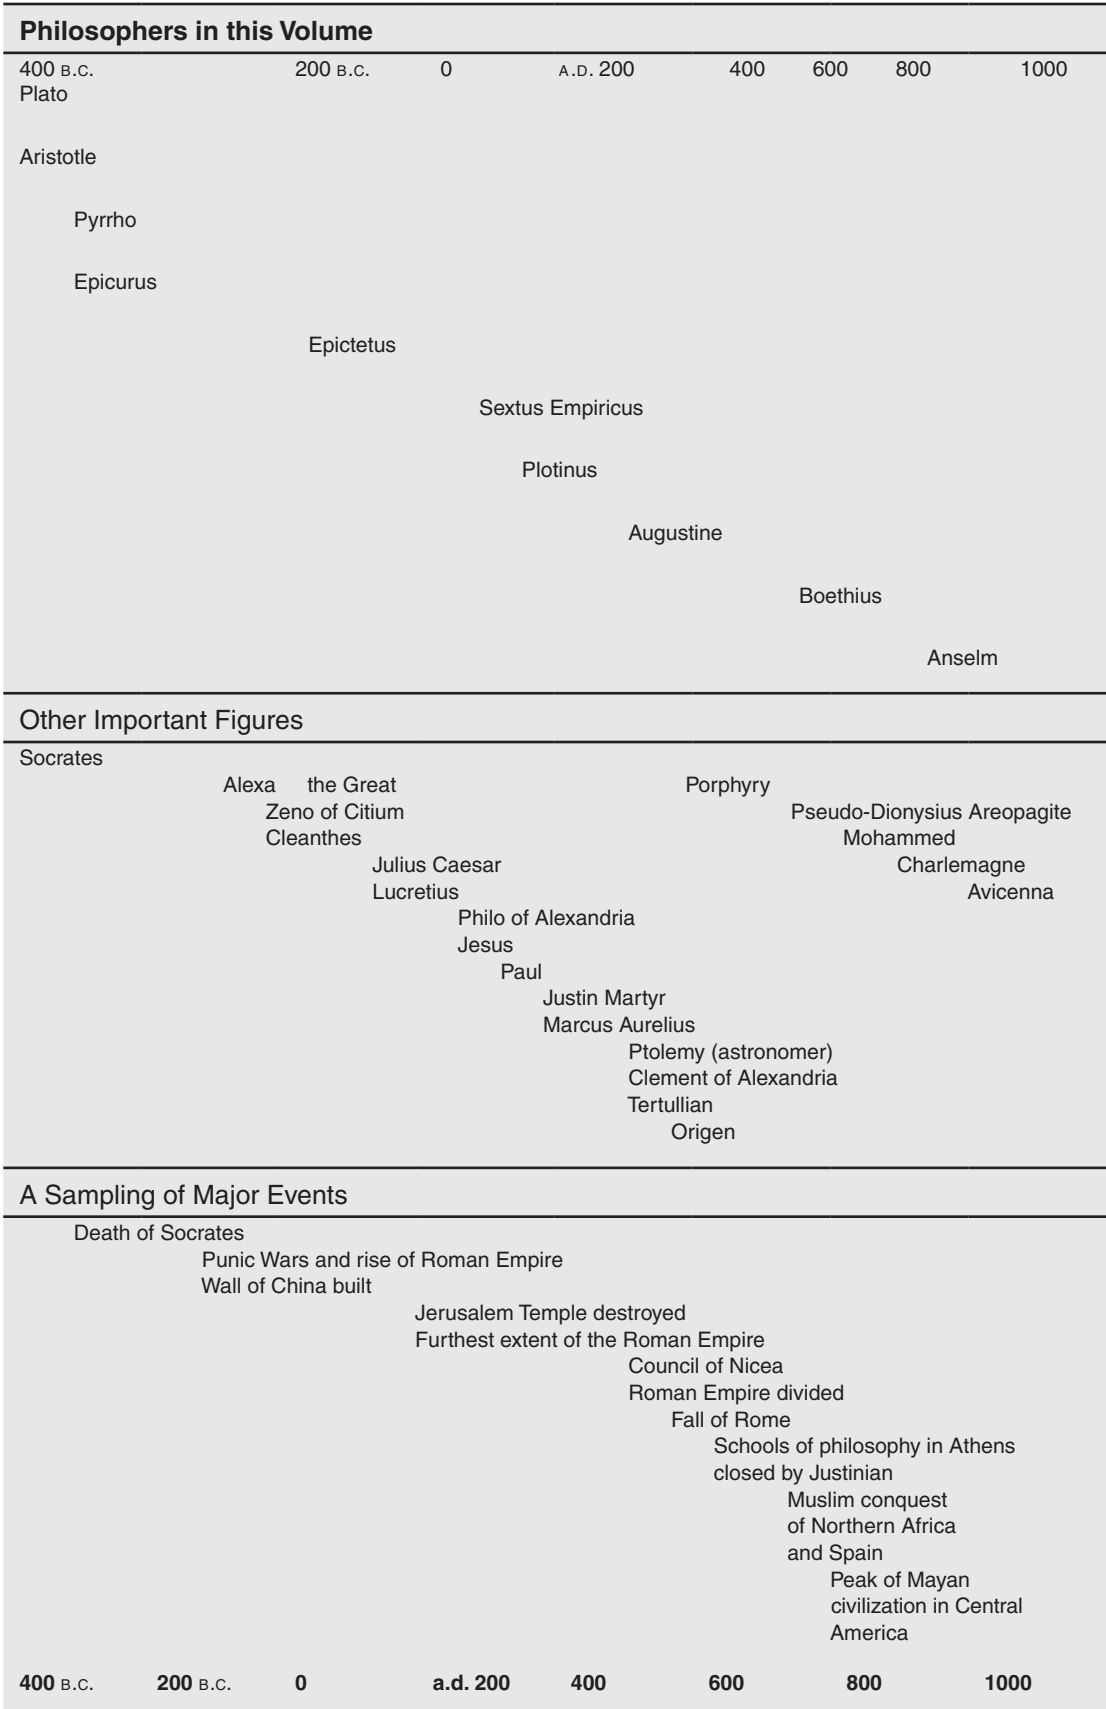 Philosophers in this Volume
400 B.C. 200 B.C. 0 A.D. 200 400 600 800 1000
Plato
Aristotle
Pyrrho
Epicurus
Epictetus
Sextus Empiricus
Plotinus
Augustine
Boethius
Anselm
Other Important Figures
Socrates
Alexa the Great Porphyry
Zeno of Citium Pseudo-Dionysius Areopagite
Cleanthes Mohammed
Julius Caesar Charlemagne
Lucretius Avicenna
Philo of Alexandria
Jesus
Paul
Justin Martyr
Marcus Aurelius
Ptolemy (astronomer)
Clement of Alexandria
Tertullian
Origen
A Sampling of Major Events
Death of Socrates
Punic Wars and rise of Roman Empire
Wall of China built
Jerusalem Temple destroyed
Furthest extent of the Roman Empire
Council of Nicea
Roman Empire divided
Fall of Rome
Schools of philosophy in Athens
closed by Justinian
Muslim conquest
of Northern Africa
and Spain
Peak of Mayan
civilization in Central
America
400 B.C. 200 B.C. 0 a.d. 200 400 600 800 1000